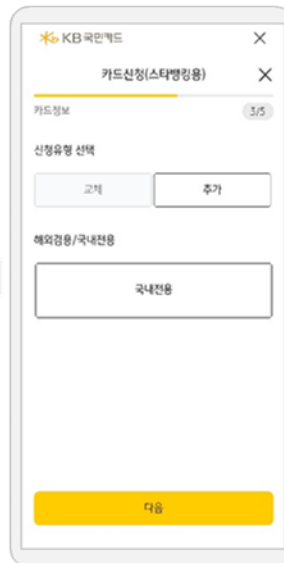 KB국민카드
카드신청(스타뱅킹용)
카드정보 3/5
신청유형 선택
교체 추가
해외겸용/국내전용
국내전용
다음